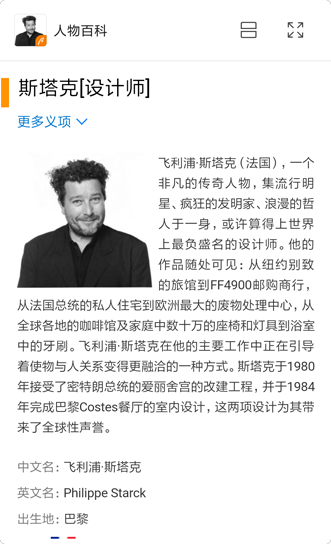 人物百科
斯塔克[设计师]
更多义项
飞利浦·斯塔克（法国），一个
非凡的传奇人物，集流行明
星、疯狂的发明家、浪漫的哲
人于一身，或许算得上世界
上最负盛名的设计师。他的
作品随处可见：从纽约别致
的旅馆到FF4900邮购商行，
从法国总统的私人住宅到欧洲最大的废物处理中心，从
全球各地的咖啡馆及家庭中数十万的座椅和灯具到浴室
中的牙刷。飞利浦·斯塔克在他的主要工作中正在引导
着使物与人关系变得更融洽的一种方式。斯塔克于1980
年接受了密特朗总统的爱丽舍宫的改建工程，并于1984
年完成巴黎Costes餐厅的室内设计，这两项设计为其带
来了全球性声誉。
中文名：飞利浦·斯塔克
英文名：Philippe Starck
出生地：巴黎